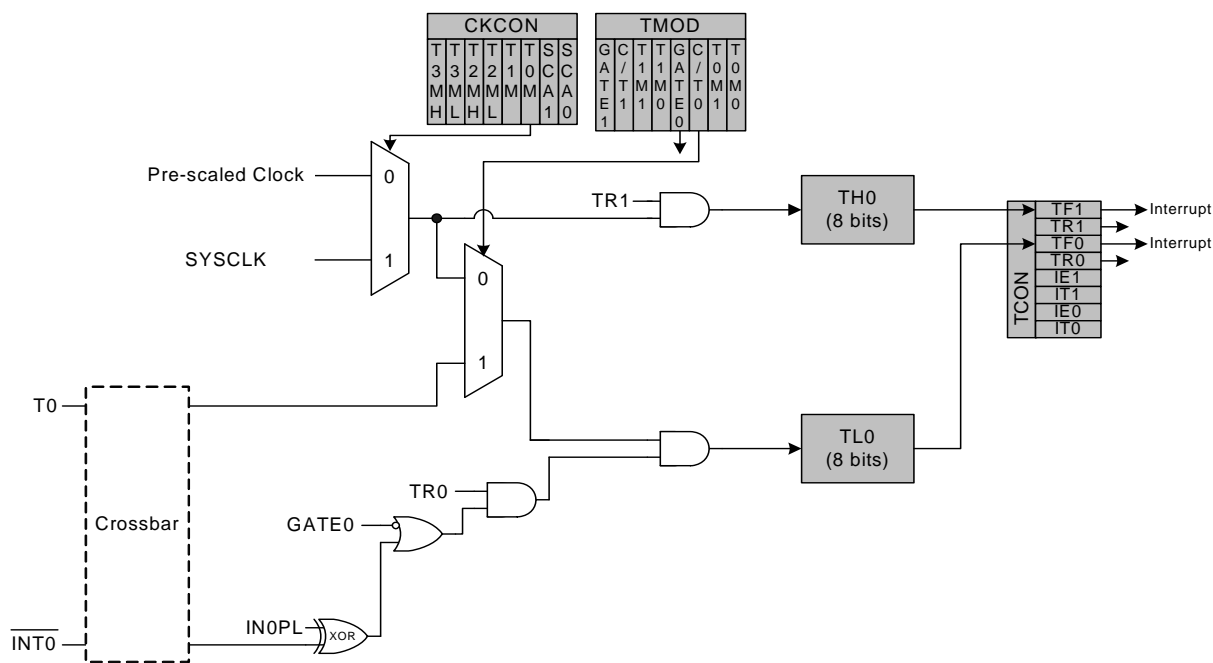 CKCON
T3MH
T3ML
T2MH
T2ML
T1M
T0M
SCA1
SCA0
TMOD
GATE1
C/T1
T1M1
T1M0
GATE0
C/T0
T0M1
T0M0
Pre-scaled Clock
0
SYSCLK
1
TR1
TH0
(8 bits)
TCON
TF1
TR1
TF0
TR0
IE1
IT1
IE0
IT0
Interrupt
Interrupt
0
1
T0
Crossbar
INT0
TL0
(8 bits)
TR0
GATE0
IN0PL
XOR